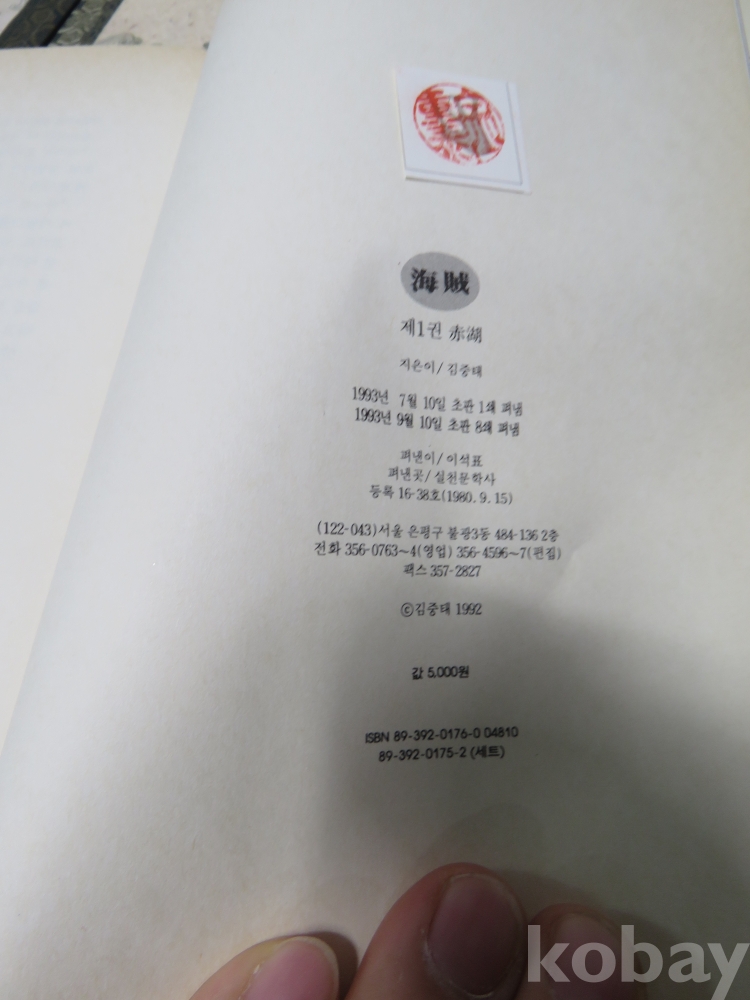 海賊
제1권 赤湖
지은이/김중태
1993년 7월 10일 초판 1쇄 펴냄
1993년 9월 10일 초판 8쇄 펴냄
펴낸이/이석표
펴낸곳/실천문학사
등록 16-38호(1980.9.15)
(122-043)서울 은평구 불광3동 484-136 2층
전화 356-0763~4(영업) 356-4596~7(편집)
팩스 357-2827
ⓒ김중태 1992
값 5,000원
ISBN 89-392-0176-0 04810
89-392-0175-2 (세트)
kobay